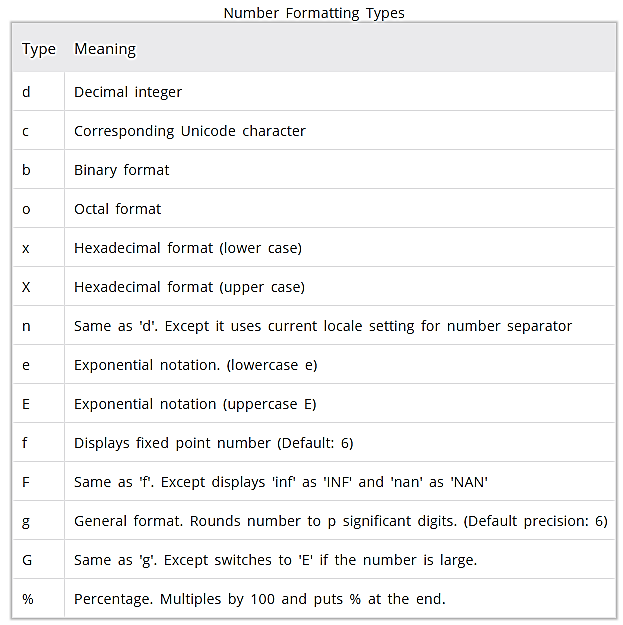 Number Formatting Types
Type Meaning
d Decimal integer
c Corresponding Unicode character
b Binary format
o Octal format
x Hexadecimal format (lower case)
X Hexadecimal format (upper case)
n Same as 'd'. Except it uses current locale setting for number separator
e Exponential notation. (lowercase e)
E Exponential notation (uppercase E)
f Displays fixed point number (Default: 6)
F Same as 'f'. Except displays 'inf' as 'INF' and 'nan' as 'NAN'
g General format. Rounds number to p significant digits. (Default precision: 6)
G Same as 'g'. Except switches to 'E' if the number is large.
% Percentage. Multiples by 100 and puts % at the end.